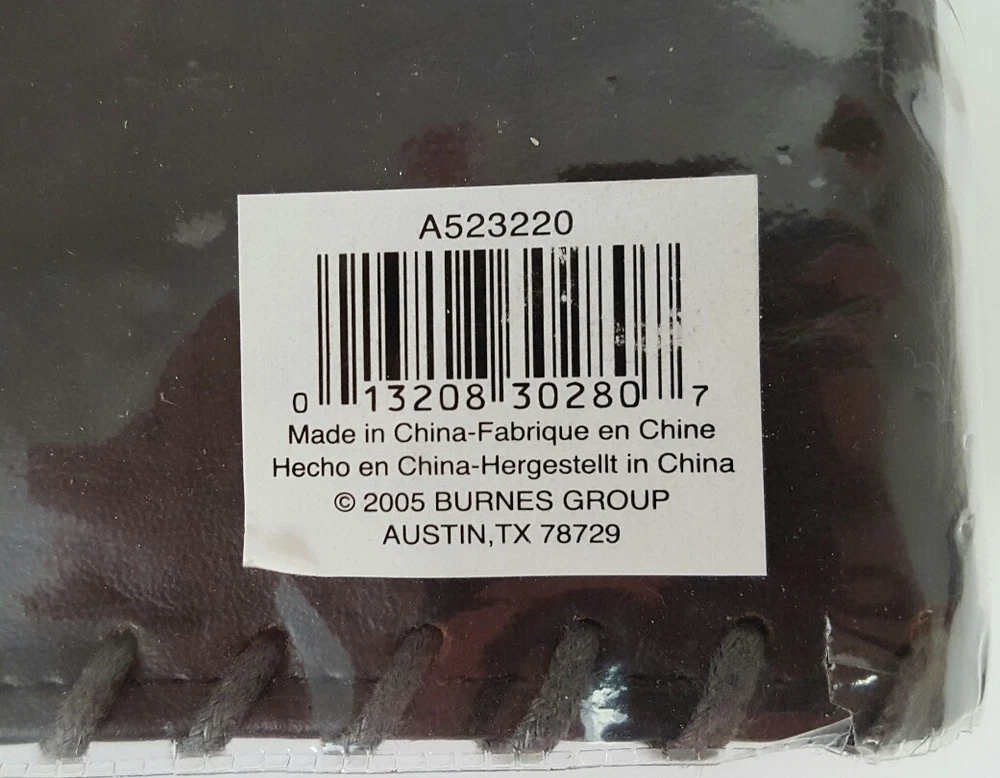 A523220
0 13208 30280 7
Made in China-Fabrique en Chine
Hecho en China-Hergestellt in China
© 2005 BURNES GROUP
AUSTIN,TX 78729